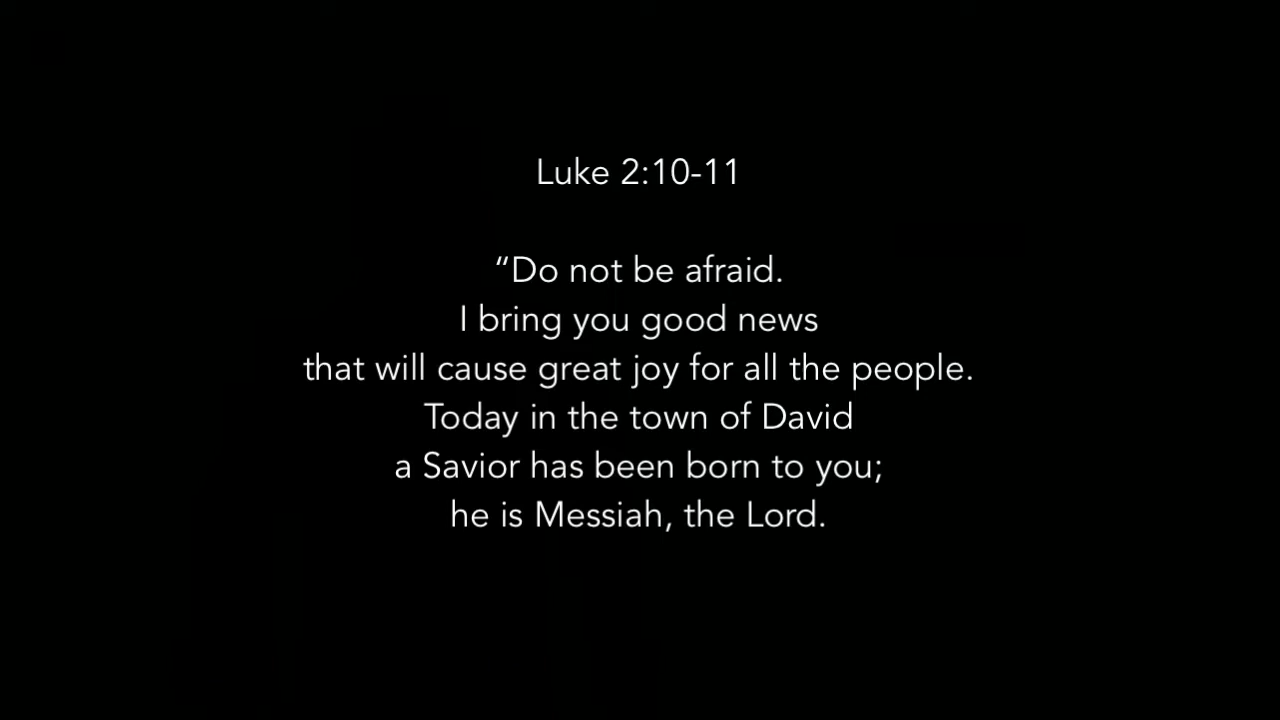 Luke 2:10-11
“Do not be afraid.
I bring you good news
that will cause great joy for all the people.
Today in the town of David
a Savior has been born to you;
he is Messiah, the Lord.